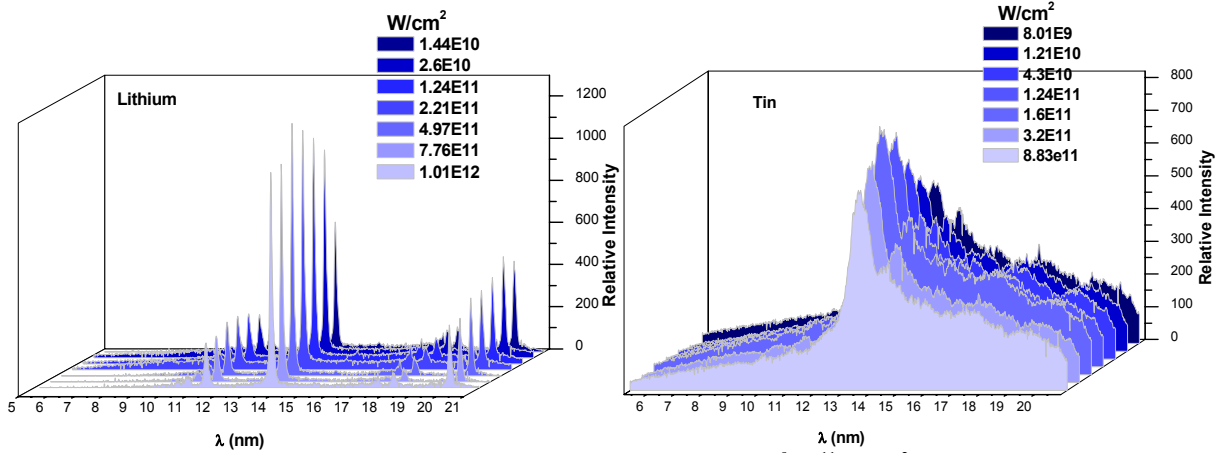 W/cm²
1.44E10
2.6E10
1.24E11
2.21E11
4.97E11
7.76E11
1.01E12
Lithium
1200
1000
800
600
400
200
0
Relative Intensity
5 6 7 8 9 10 11 12 13 14 15 16 17 18 19 20 21
λ (nm)
W/cm²
8.01E9
1.21E10
4.3E10
1.24E11
1.6E11
3.2E11
8.83e11
Tin
800
700
600
500
400
300
200
100
0
Relative Intensity
6 7 8 9 10 11 12 13 14 15 16 17 18 19 20
λ (nm)